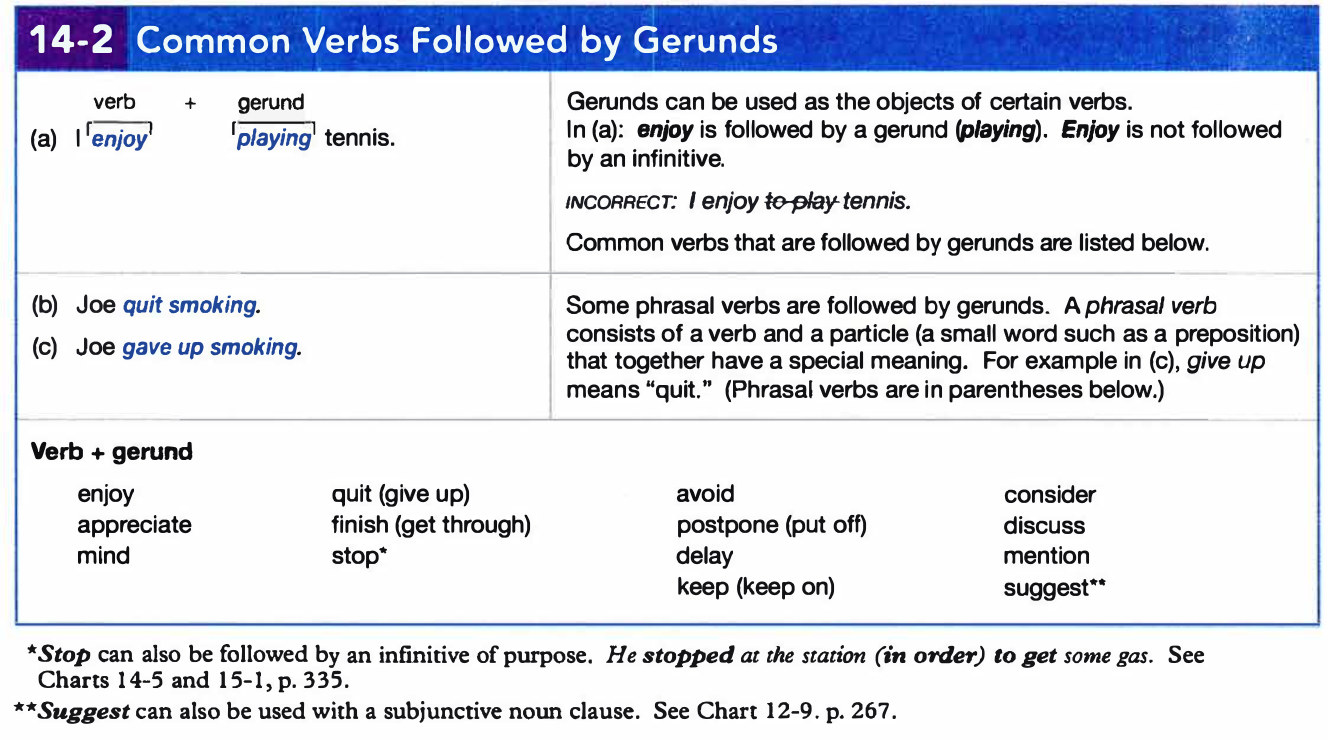 14-2 Common Verbs Followed by Gerunds
verb + gerund
(a) I enjoy playing tennis.
Gerunds can be used as the objects of certain verbs.
In (a): enjoy is followed by a gerund (playing). Enjoy is not followed
by an infinitive.
INCORRECT: I enjoy to play tennis.
Common verbs that are followed by gerunds are listed below.
(b) Joe quit smoking.
(c) Joe gave up smoking.
Some phrasal verbs are followed by gerunds. A phrasal verb
consists of a verb and a particle (a small word such as a preposition)
that together have a special meaning. For example in (c), give up
means “quit.” (Phrasal verbs are in parentheses below.)
Verb + gerund
enjoy quit (give up) avoid consider
appreciate finish (get through) postpone (put off) discuss
mind stop* delay mention
keep (keep on) suggest**
*Stop can also be followed by an infinitive of purpose. He stopped at the station (in order) to get some gas. See
Charts 14-5 and 15-1, p. 335.
**Suggest can also be used with a subjunctive noun clause. See Chart 12-9. p. 267.